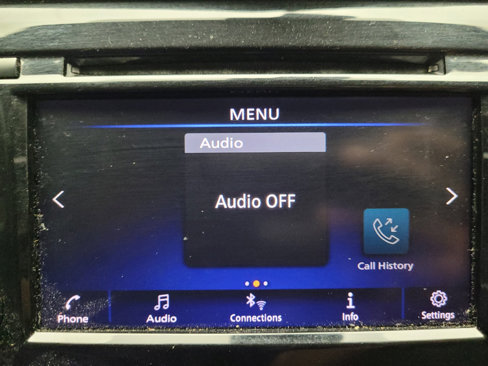 MENU
Audio
Audio OFF
Call History
Phone
Audio
Connections
Info
Settings